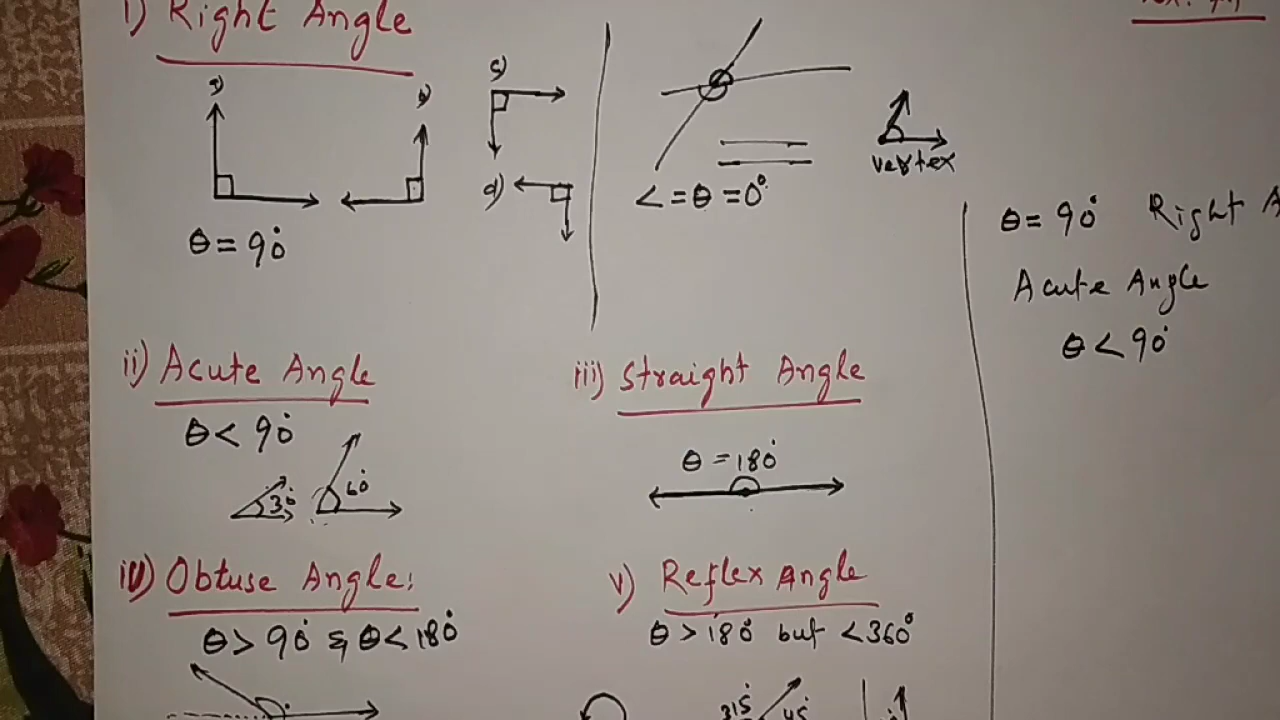 i) Right Angle
a)
b)
c)
d)
θ = 90°
∠ = θ = 0°
vertex
θ = 90° Right A
Acute Angle
θ < 90°
ii) Acute Angle
θ < 90°
30°
60°
iii) Straight Angle
θ = 180°
iv) Obtuse Angle:
θ > 90° & θ < 180°
v) Reflex Angle
θ > 180° but < 360°
315°
45°